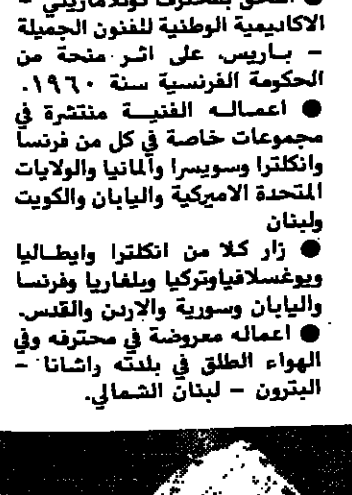 الاكاديمية الوطنية للفنون الجميلة
– باريس، على اثر منحة من
الحكومة الفرنسية سنة ١٩٦٠.
● اعماله الفنية منتشرة في
مجموعات خاصة في كل من فرنسا
وانكلترا وسويسرا وألمانيا والولايات
المتحدة الاميركية واليابان والكويت
ولبنان
● زار كلا من انكلترا وايطاليا
ويوغسلافياوتركيا وبلغاريا وفرنسا
واليابان وسورية والاردن والقدس.
● اعماله معروضة في محترفه وفي
الهواء الطلق في بلدته راشانا –
البترون – لبنان الشمالي.